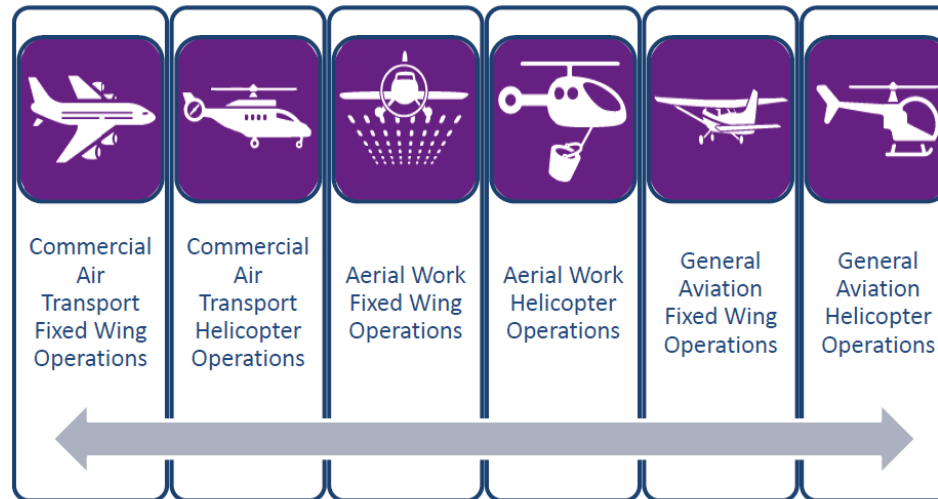 Commercial
Air
Transport
Fixed Wing
Operations
Commercial
Air
Transport
Helicopter
Operations
Aerial Work
Fixed Wing
Operations
Aerial Work
Helicopter
Operations
General
Aviation
Fixed Wing
Operations
General
Aviation
Helicopter
Operations